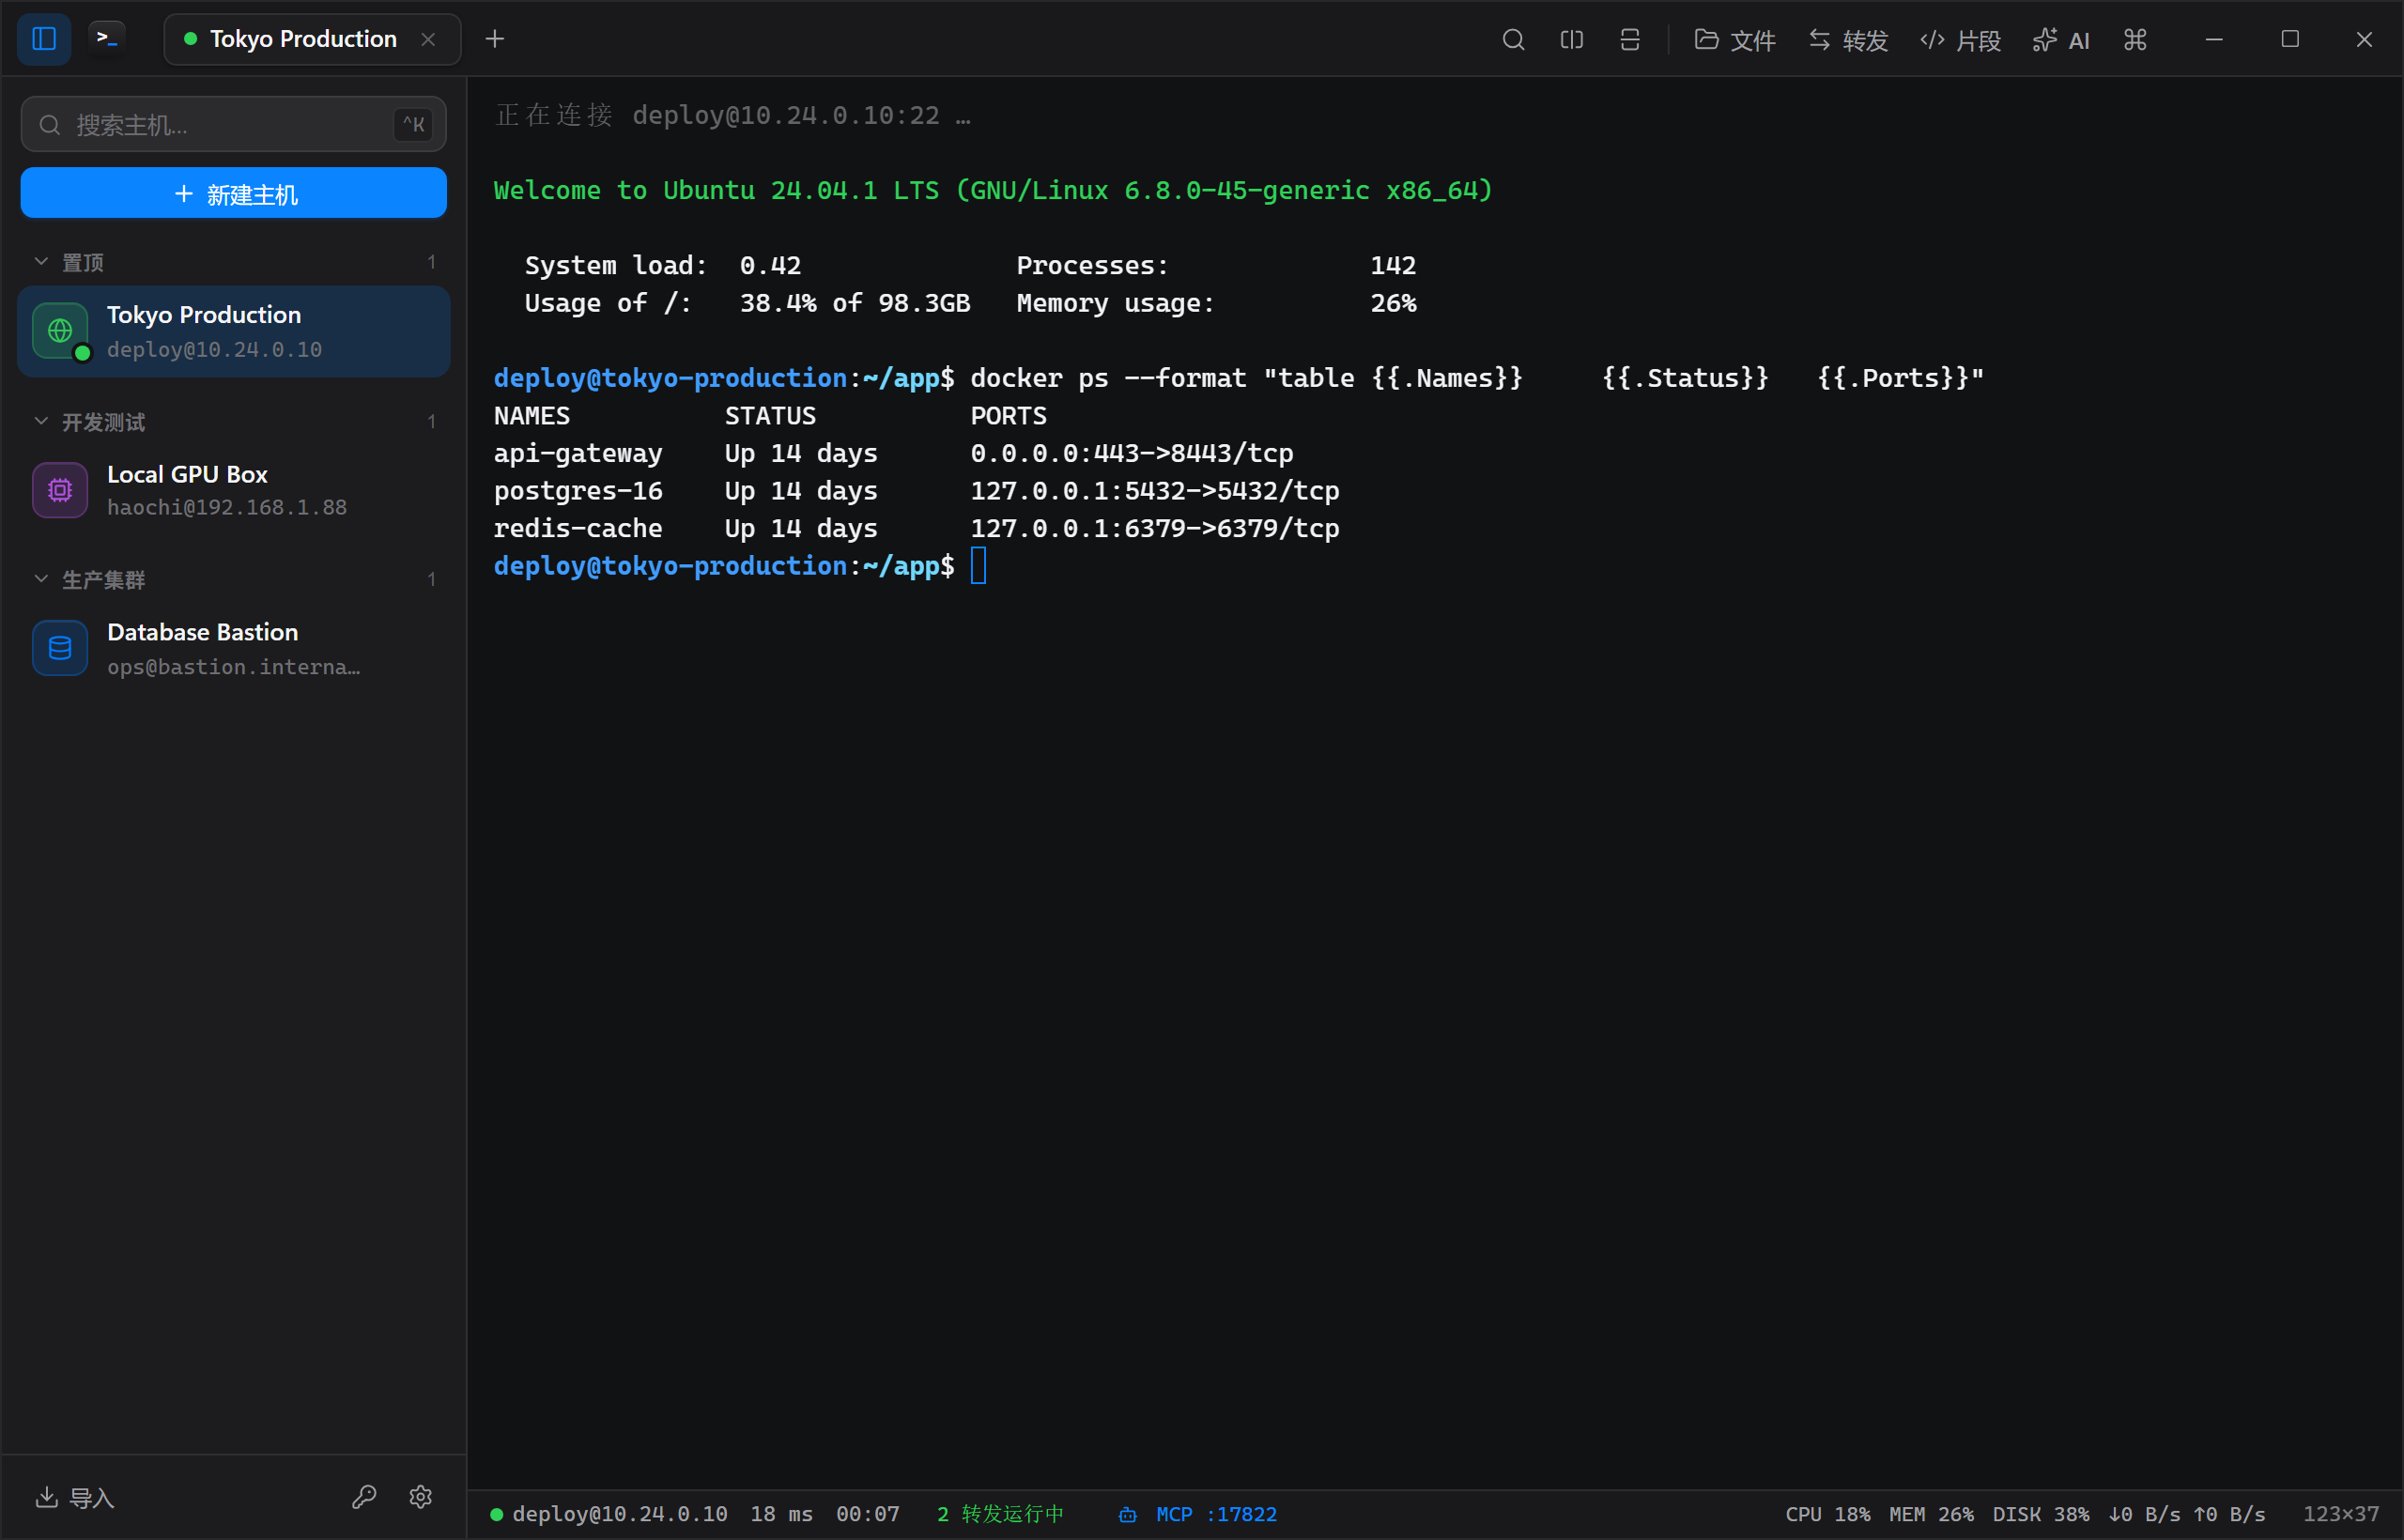 >_ Tokyo Production
文件 转发 </> 片段 AI ⌘
搜索主机... ^K
+ 新建主机
置顶 1
Tokyo Production
deploy@10.24.0.10
开发测试 1
Local GPU Box
haochi@192.168.1.88
生产集群 1
Database Bastion
ops@bastion.interna…
导入
正在连接 deploy@10.24.0.10:22 …
Welcome to Ubuntu 24.04.1 LTS (GNU/Linux 6.8.0-45-generic x86_64)
System load: 0.42 Processes: 142
Usage of /: 38.4% of 98.3GB Memory usage: 26%
deploy@tokyo-production:~/app$ docker ps --format "table {{.Names}} {{.Status}} {{.Ports}}"
NAMES STATUS PORTS
api-gateway Up 14 days 0.0.0.0:443->8443/tcp
postgres-16 Up 14 days 127.0.0.1:5432->5432/tcp
redis-cache Up 14 days 127.0.0.1:6379->6379/tcp
deploy@tokyo-production:~/app$
deploy@10.24.0.10 18 ms 00:07 2 转发运行中 MCP :17822 CPU 18% MEM 26% DISK 38% ↓0 B/s ↑0 B/s 123×37